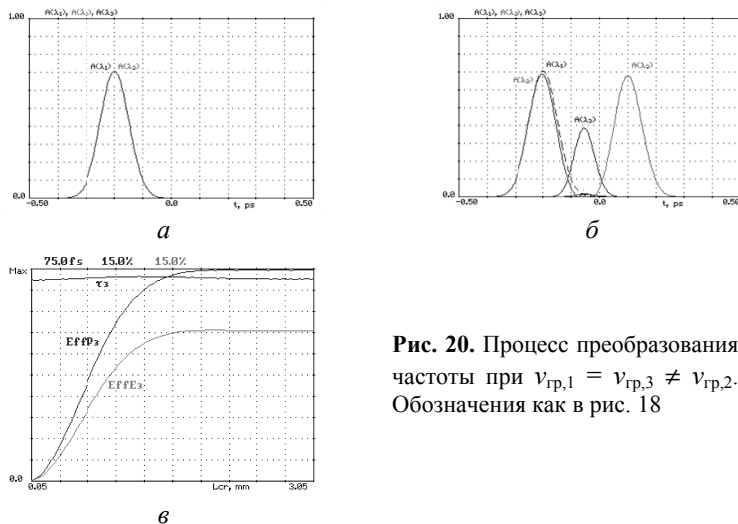 A(λ₁), A(λ₂), A(λ₃)
1.00
A(λ₁) A(λ₂)
0.0
-0.50 0.0 t, ps 0.50
а
A(λ₁), A(λ₂), A(λ₃)
1.00
A(λ₂) A(λ₁) A(λ₂)
A(λ₃)
0.0
-0.50 0.0 t, ps 0.50
б
75.0fs 15.0% 15.0%
Max
τ₃
Effp₃
EffE₃
0.0
0.05 Lcr, mm 3.05
в
Рис. 20. Процесс преобразования
частоты при vгр,1 = vгр,3 ≠ vгр,2.
Обозначения как в рис. 18